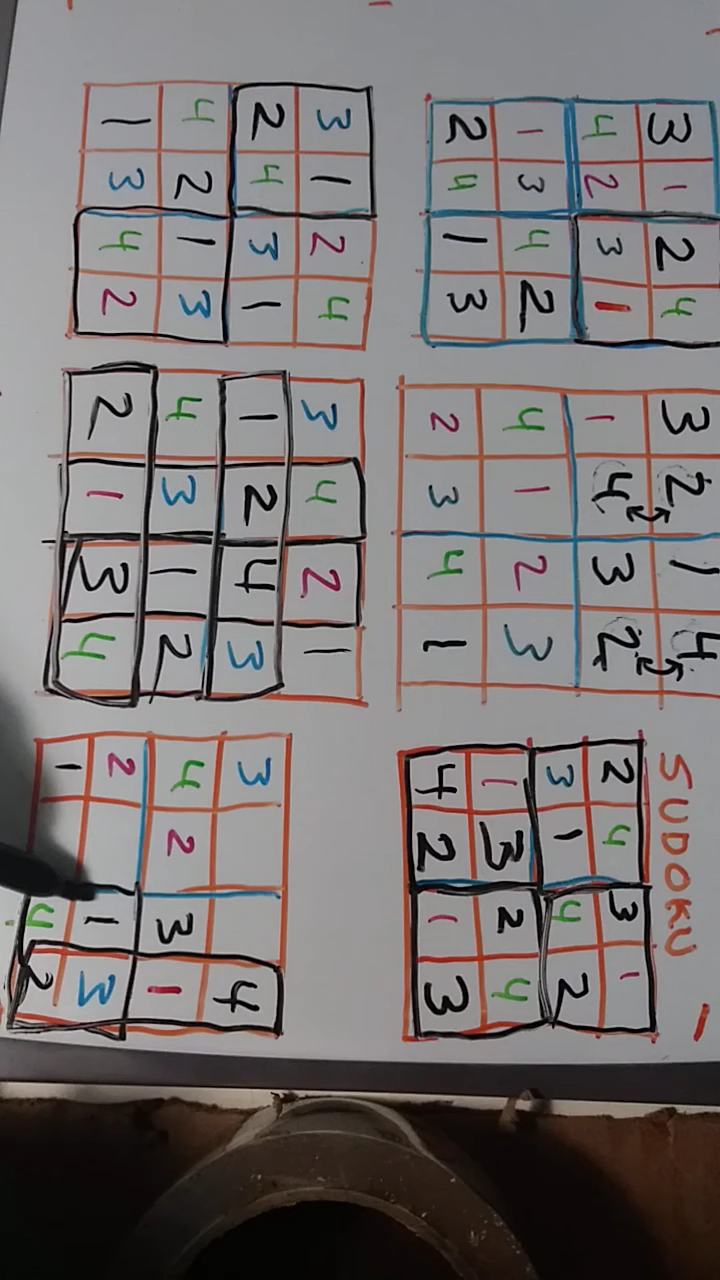 SUDOKU
3 1 2 4
4 2 3 1
1 3 4 2
2 4 1 3
3 2 1 4
1 4 3 2
4 1 2 3
2 3 4 1
2 4 3 1
3 1 4 2
1 3 2 4
4 2 1 3
3 1 2 4
2 4 3 1
4 2 1 3
1 3 4 2
3 4 2 1
1 2 4 3
4 3 1 2
2 1 3 4
3 4
4 2 3 1
2 1 3
1 4 2